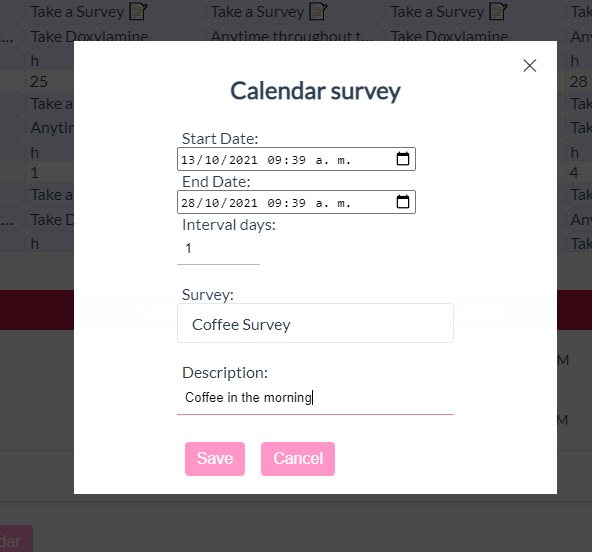 Take a Survey 📝 Take a Survey 📝 Take a Survey 📝 Tak
... Take Doxylamine Anytime throughout t... Take Doxylamine Any
h h
25 28
Take a Tak
Anytim Tak
h h
1 4
Take a Tak
... Take D Any
h Tak
Calendar survey
Start Date:
13/10/2021 09:39 a. m.
End Date:
28/10/2021 09:39 a. m.
Interval days:
1
Survey:
Coffee Survey
M
Description:
Coffee in the morning
M
Save Cancel
dar